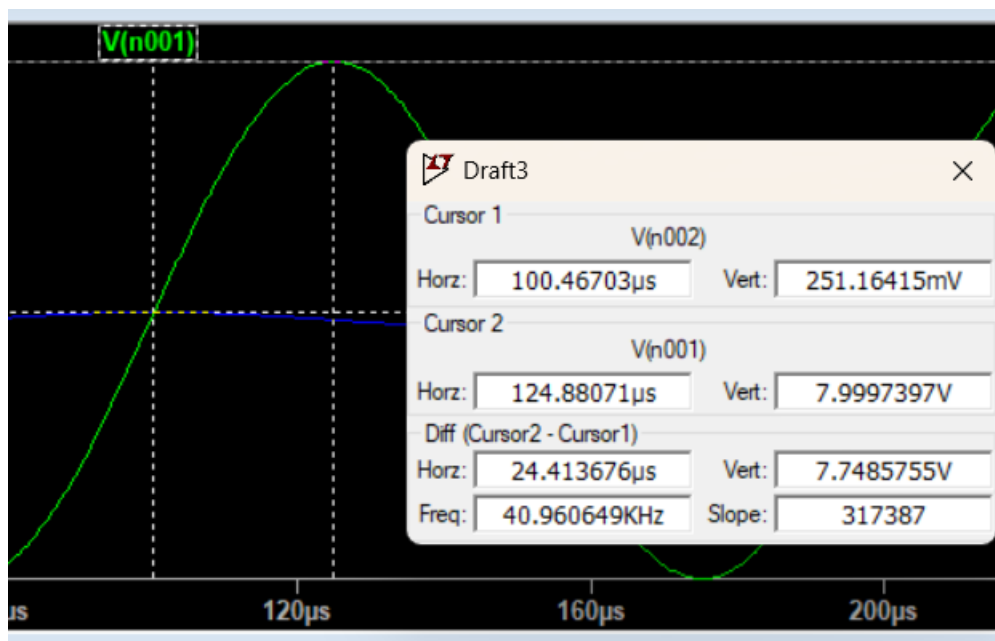 V(n001)
Draft3
Cursor 1
V(n002)
Horz: 100.46703µs Vert: 251.16415mV
Cursor 2
V(n001)
Horz: 124.88071µs Vert: 7.9997397V
Diff (Cursor2 - Cursor1)
Horz: 24.413676µs Vert: 7.7485755V
Freq: 40.960649KHz Slope: 317387
µs 120µs 160µs 200µs